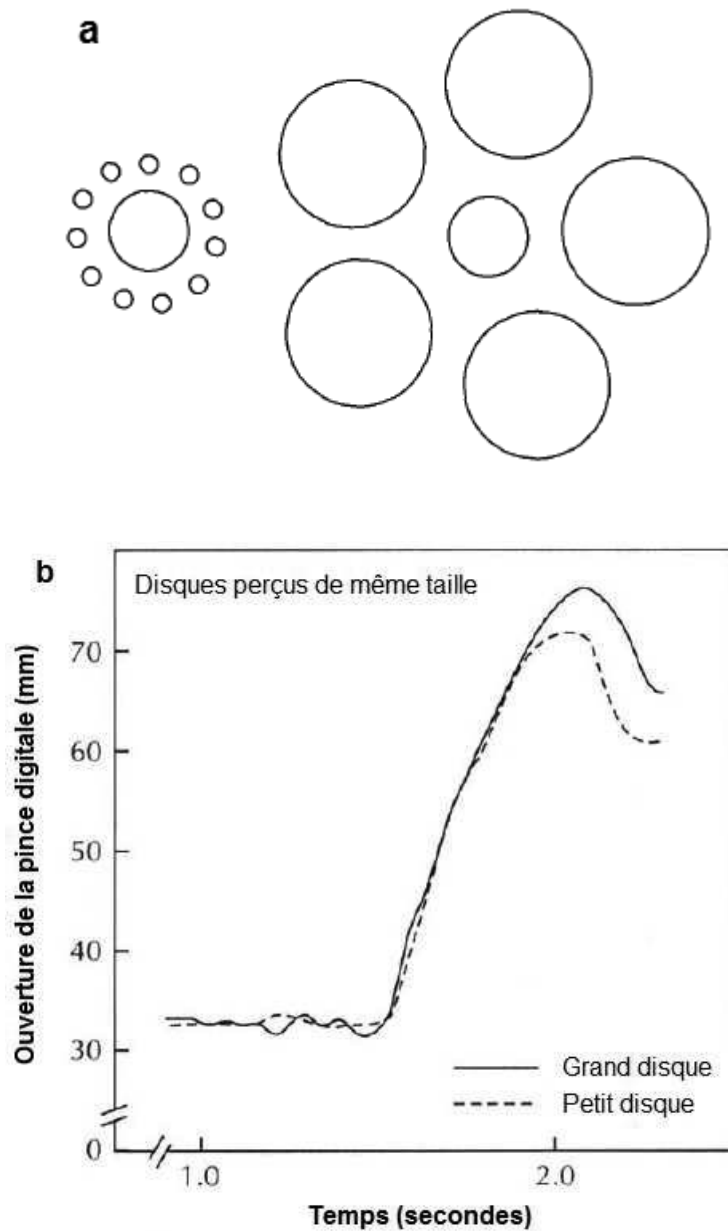 a
b
Disques perçus de même taille
Ouverture de la pince digitale (mm)
70
60
50
40
30
0
Grand disque
Petit disque
1.0
2.0
Temps (secondes)